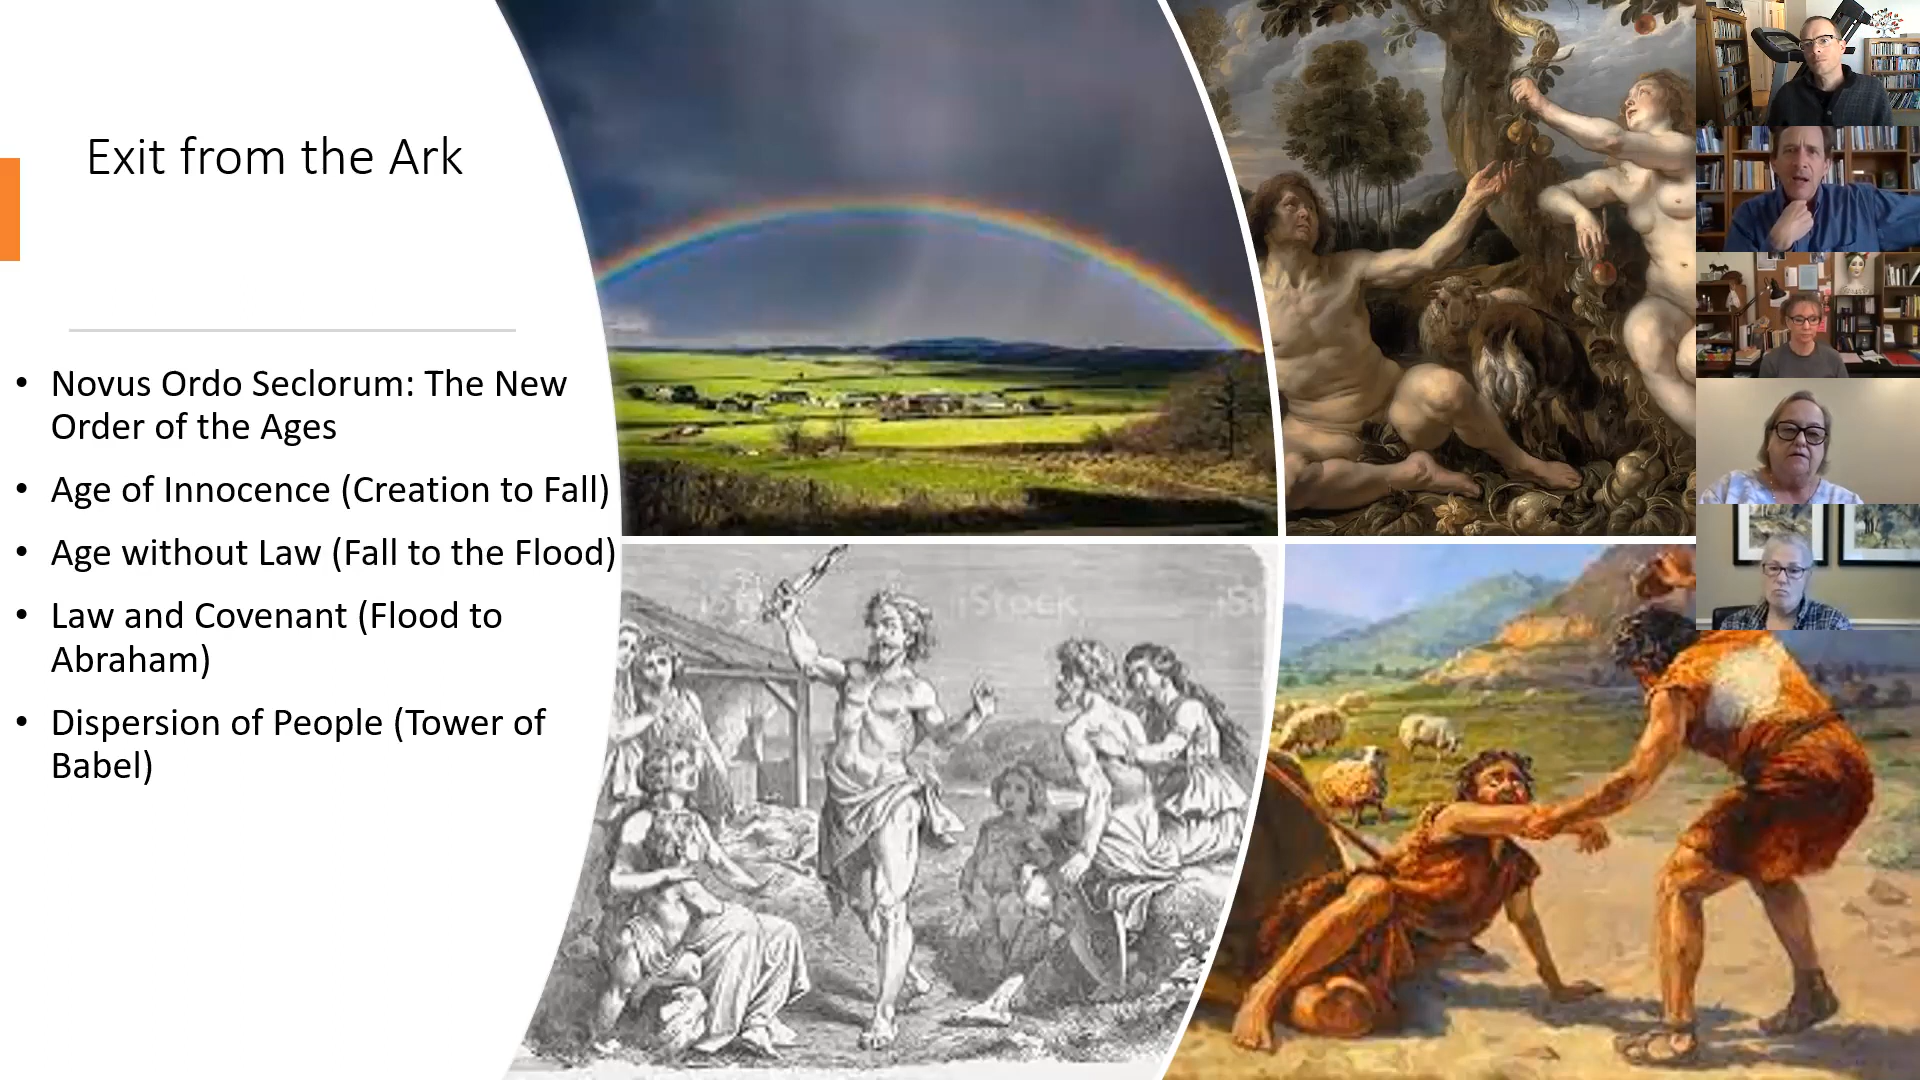 Exit from the Ark
• Novus Ordo Seclorum: The New
Order of the Ages
• Age of Innocence (Creation to Fall)
• Age without Law (Fall to the Flood)
• Law and Covenant (Flood to
Abraham)
• Dispersion of People (Tower of
Babel)
iStock